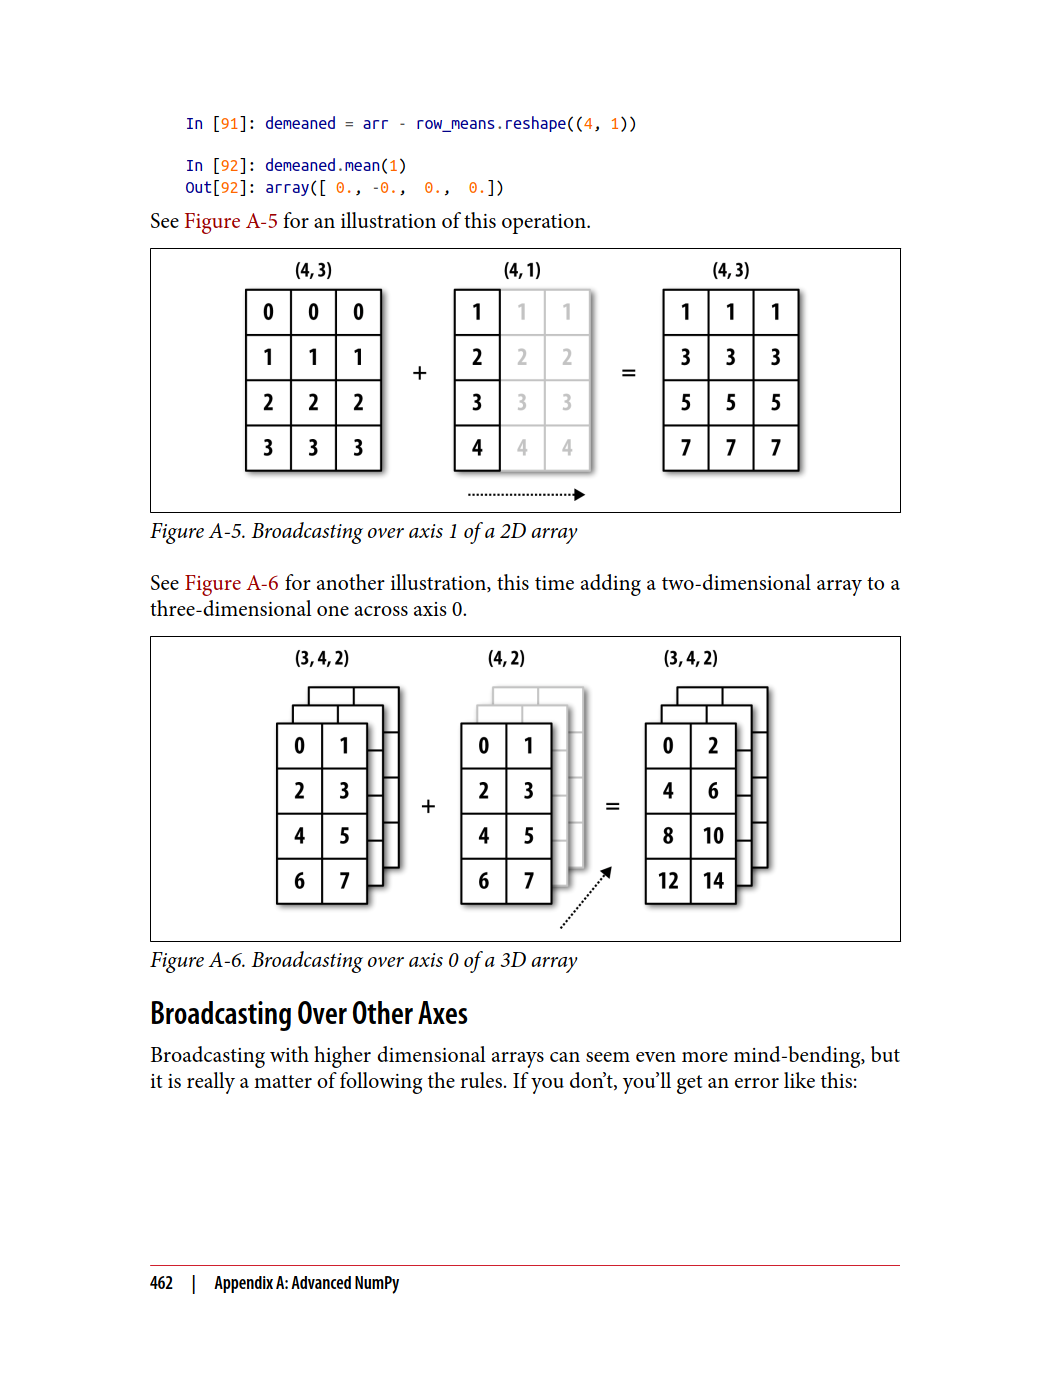 In [91]: demeaned = arr - row_means.reshape((4, 1))
In [92]: demeaned.mean(1)
Out[92]: array([ 0., -0.,  0.,  0.])
See Figure A-5 for an illustration of this operation.
(4, 3) (4, 1) (4, 3)
0 0 0 1 1 1 1 1 1
1 1 1 2 2 2 3 3 3
+ =
2 2 2 3 3 3 5 5 5
3 3 3 4 4 4 7 7 7
Figure A-5. Broadcasting over axis 1 of a 2D array
See Figure A-6 for another illustration, this time adding a two-dimensional array to a
three-dimensional one across axis 0.
(3, 4, 2) (4, 2) (3, 4, 2)
0 1 0 1 0 2
2 3 2 3 4 6
+ =
4 5 4 5 8 10
6 7 6 7 12 14
Figure A-6. Broadcasting over axis 0 of a 3D array
Broadcasting Over Other Axes
Broadcasting with higher dimensional arrays can seem even more mind-bending, but
it is really a matter of following the rules. If you don’t, you’ll get an error like this:
462 | Appendix A: Advanced NumPy